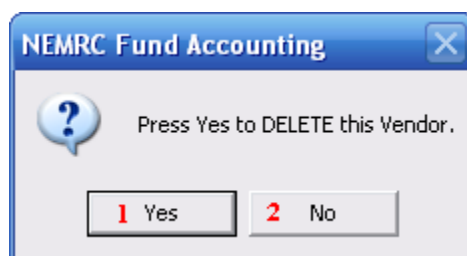 NEMRC Fund Accounting
?
Press Yes to DELETE this Vendor.
1 Yes 2 No